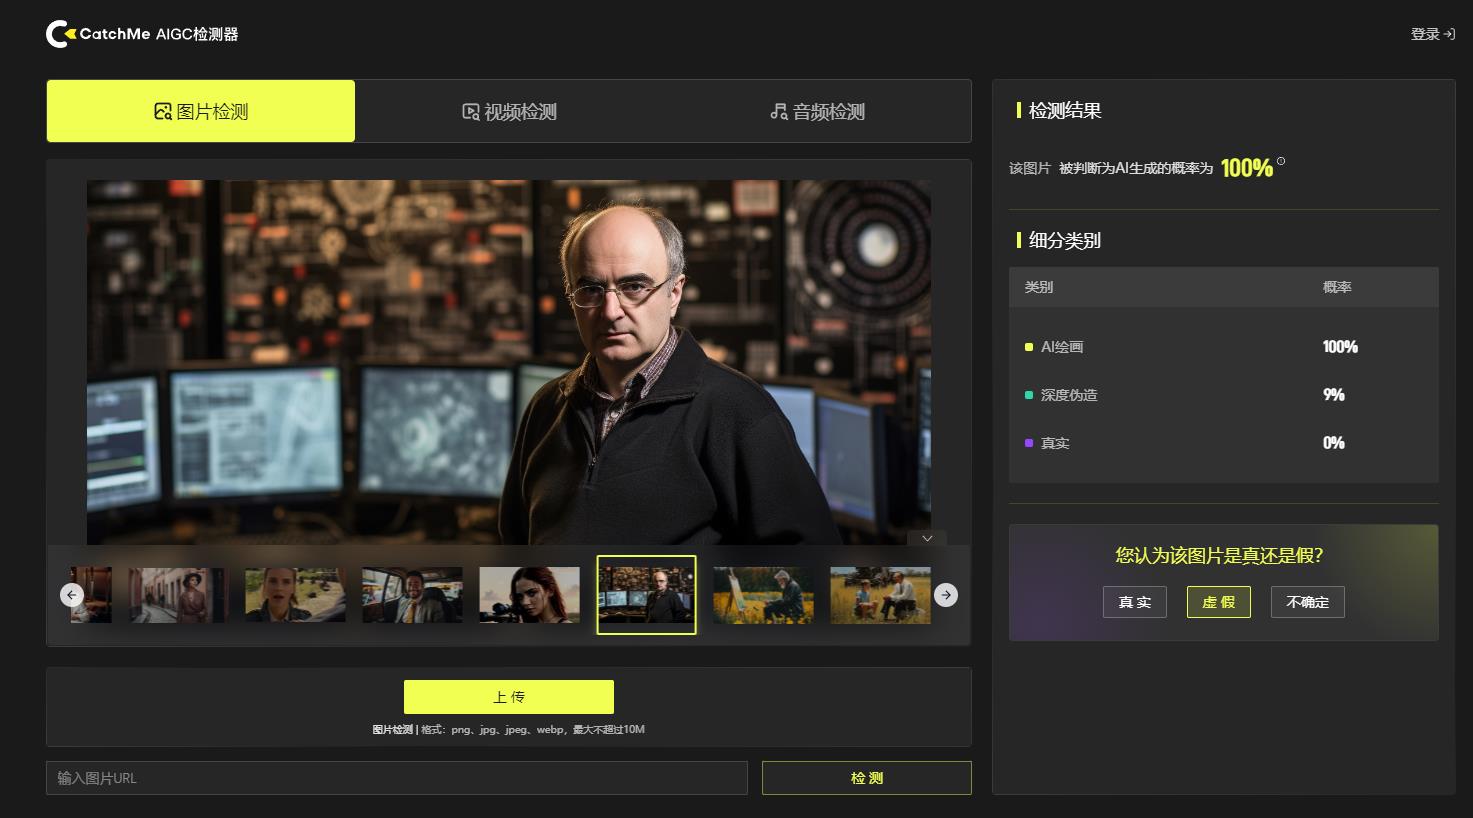 CatchMe AIGC检测器
登录
图片检测
视频检测
音频检测
上 传
图片检测 | 格式：png、jpg、jpeg、webp，最大不超过10M
输入图片URL
检 测
检测结果
该图片 被判断为AI生成的概率为 100%
细分类别
类别 概率
AI绘画 100%
深度伪造 9%
真实 0%
您认为该图片是真还是假?
真 实
虚 假
不确定